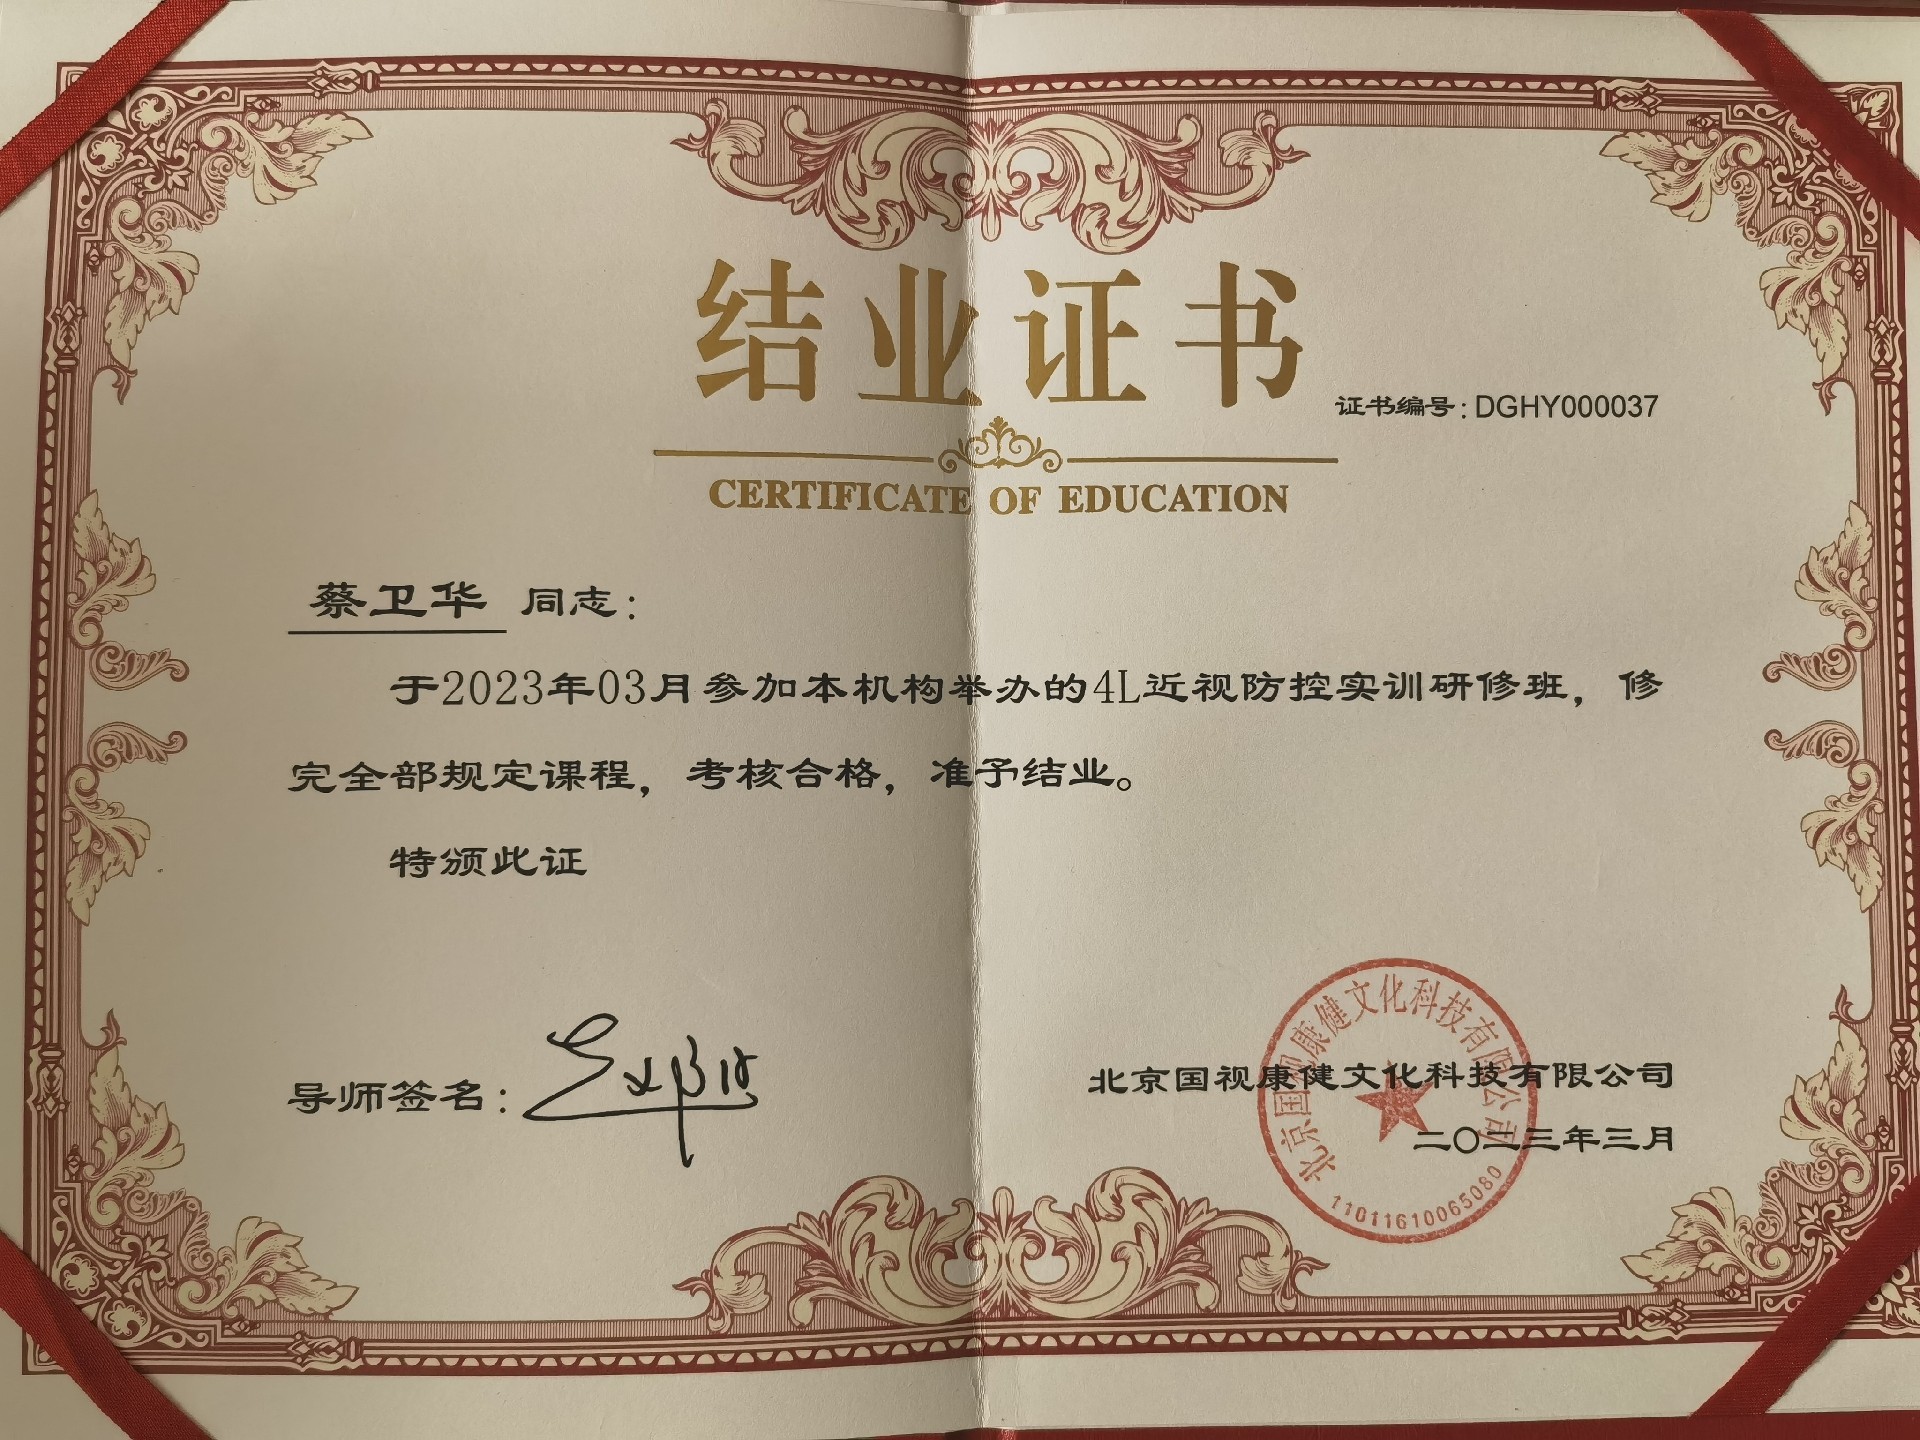 结业证书
证书编号：DGHY000037
CERTIFICATE OF EDUCATION
蔡卫华 同志：
于2023年03月参加本机构举办的4L近视防控实训研修班，修
完全部规定课程，考核合格，准予结业。
特颁此证
导师签名：
北京国视康健文化科技有限公司
二〇二三年三月
北京国视康健文化科技有限公司
11011610065080